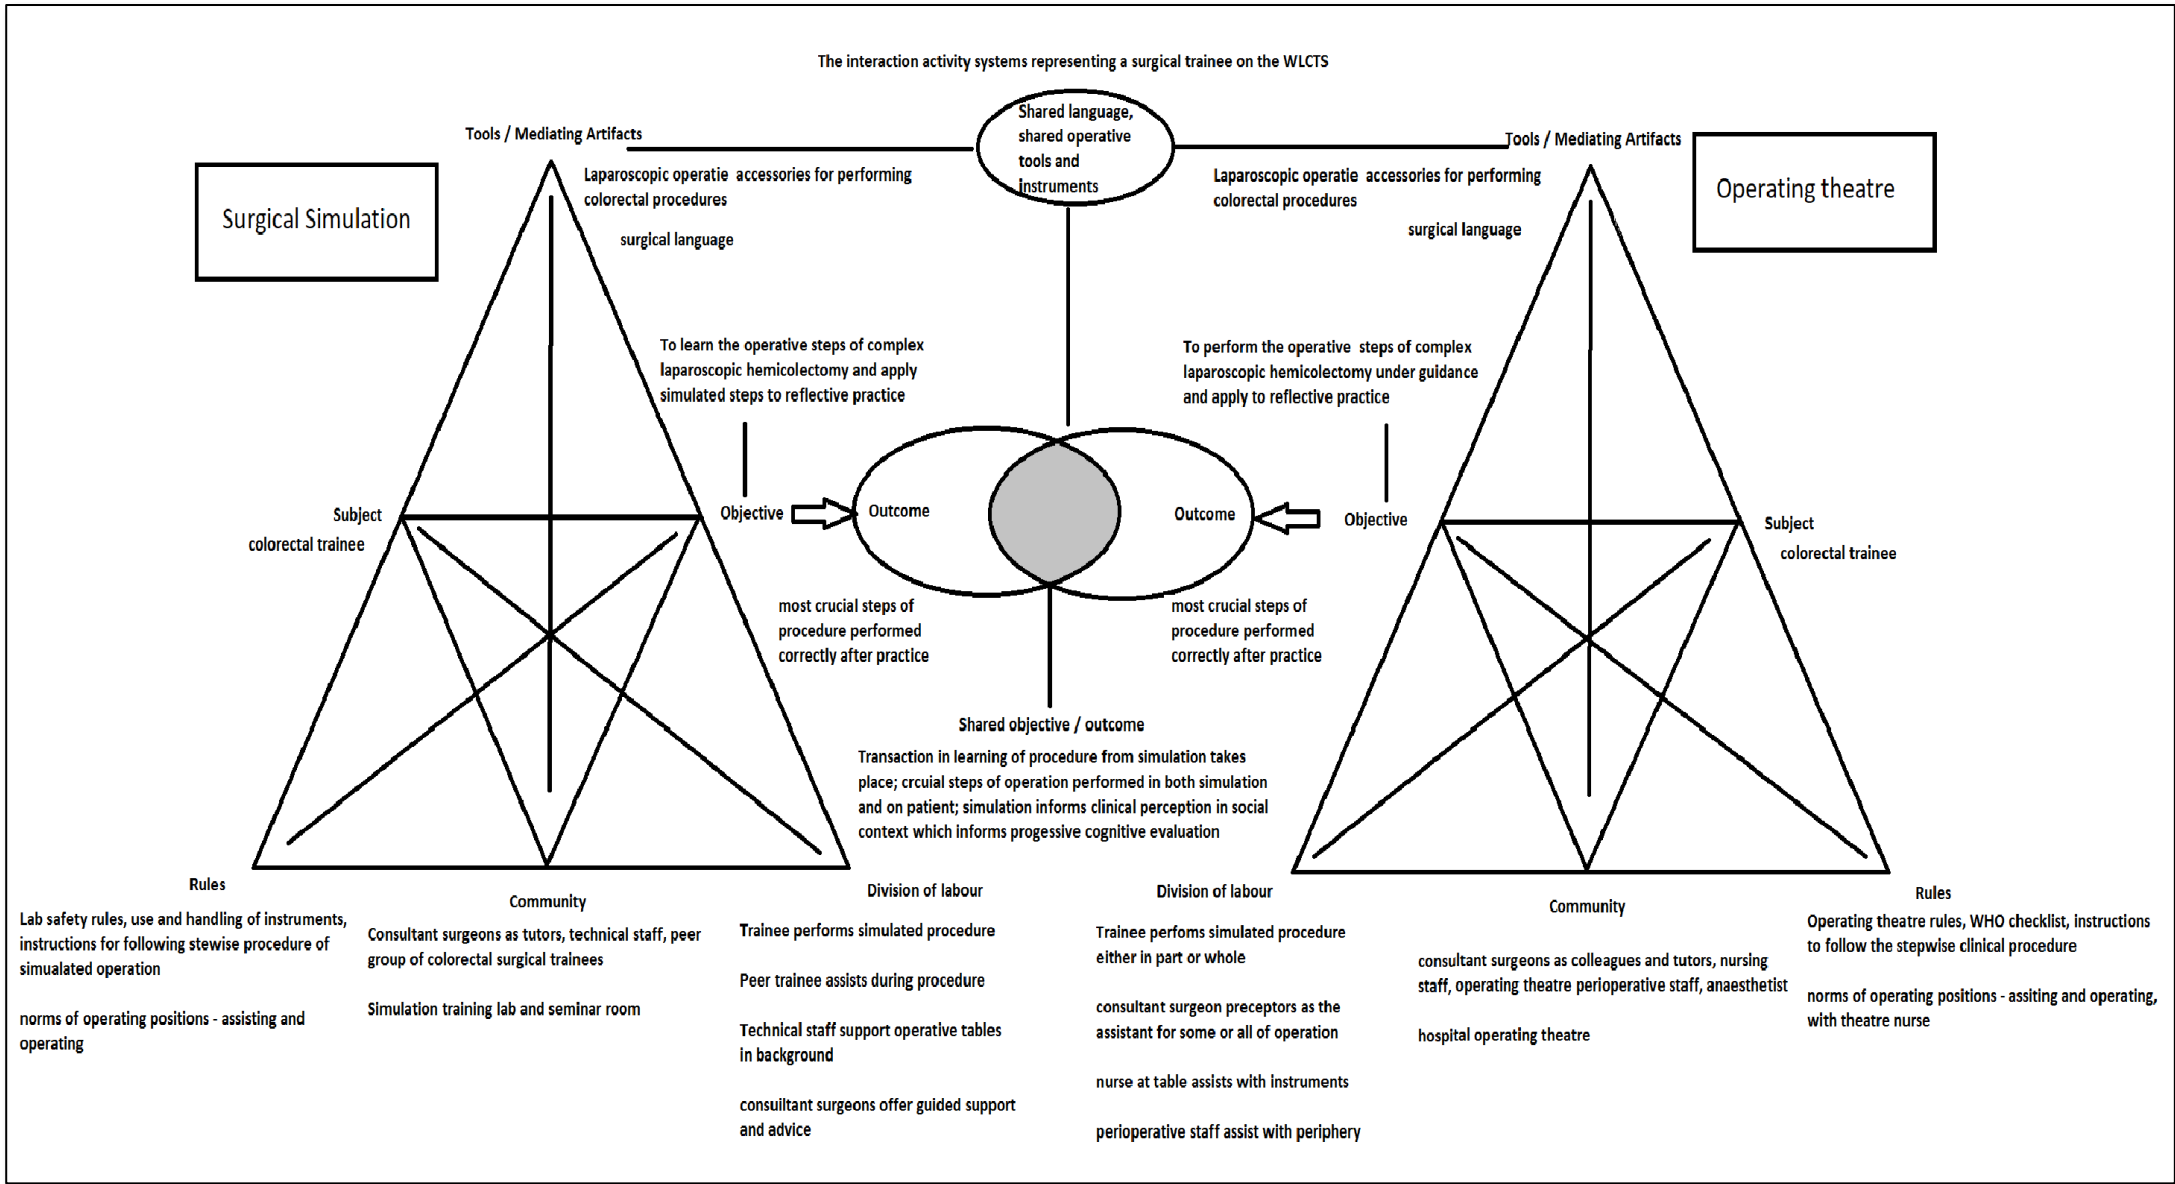 The interaction activity systems representing a surgical trainee on the WLCTS
Shared language,
shared operative
tools and
instruments
Surgical Simulation
Tools / Mediating Artifacts
Laparoscopic operatie accessories for performing
colorectal procedures
surgical language
To learn the operative steps of complex
laparoscopic hemicolectomy and apply
simulated steps to reflective practice
Subject
colorectal trainee
Objective
Outcome
most crucial steps of
procedure performed
correctly after practice
Tools / Mediating Artifacts
Operating theatre
Laparoscopic operatie accessories for performing
colorectal procedures
surgical language
To perform the operative steps of complex
laparoscopic hemicolectomy under guidance
and apply to reflective practice
Outcome
Objective
Subject
colorectal trainee
most crucial steps of
procedure performed
correctly after practice
Shared objective / outcome
Transaction in learning of procedure from simulation takes
place; crcuial steps of operation performed in both simulation
and on patient; simulation informs clinical perception in social
context which informs progessive cognitive evaluation
Rules
Lab safety rules, use and handling of instruments,
instructions for following stewise procedure of
simualated operation
norms of operating positions - assisting and
operating
Community
Consultant surgeons as tutors, technical staff, peer
group of colorectal surgical trainees
Simulation training lab and seminar room
Division of labour
Trainee performs simulated procedure
Peer trainee assists during procedure
Technical staff support operative tables
in background
consuiltant surgeons offer guided support
and advice
Division of labour
Trainee perfoms simulated procedure
either in part or whole
consultant surgeon preceptors as the
assistant for some or all of operation
nurse at table assists with instruments
perioperative staff assist with periphery
Community
consultant surgeons as colleagues and tutors, nursing
staff, operating theatre perioperative staff, anaesthetist
hospital operating theatre
Rules
Operating theatre rules, WHO checklist, instructions
to follow the stepwise clinical procedure
norms of operating positions - assiting and operating,
with theatre nurse